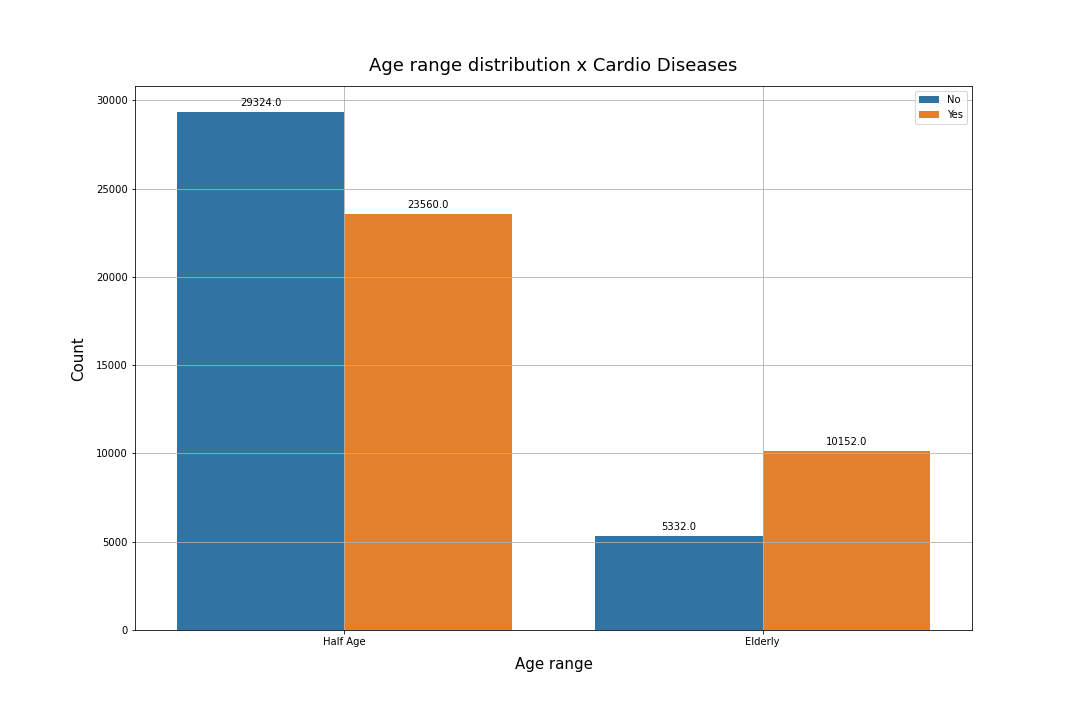 Age range distribution x Cardio Diseases
30000
29324.0
No
Yes
25000
23560.0
20000
Count
15000
10152.0
10000
5332.0
5000
0
Half Age
Elderly
Age range